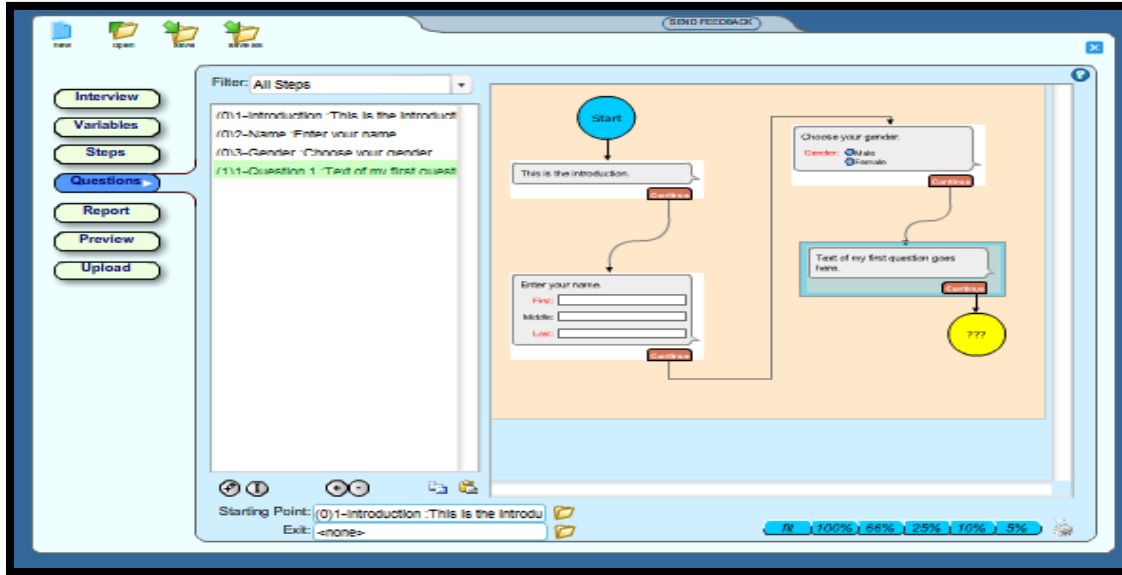 SEND FEEDBACK
new open save save as
Filter: All Steps
Interview
Variables
Steps
Questions
Report
Preview
Upload
(0)1-Introduction :This is the Introduct
(0)2-Name :Enter your name
(0)3-Gender :Choose your gender
(1)1-Question 1 :Text of my first quest
Start
This is the introduction.
Continue
Enter your name.
First:
Middle:
Last:
Continue
Choose your gender.
Gender: Male
Female
Continue
Text of my first question goes
here.
Continue
???
Starting Point: (0)1-Introduction :This is the Introdu
Exit: <none>
fit 100% 66% 25% 10% 5%